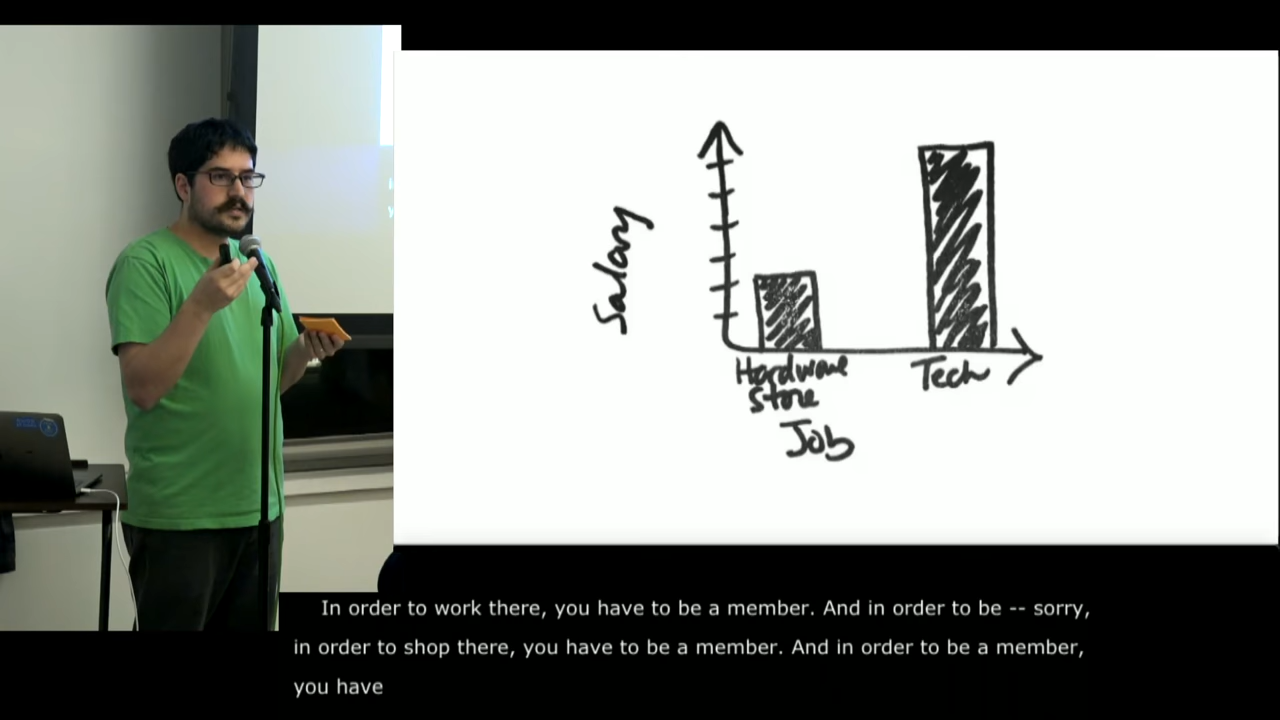 Salary
Hardware
Store
Tech
Job
In order to work there, you have to be a member. And in order to be -- sorry,
in order to shop there, you have to be a member. And in order to be a member,
you have